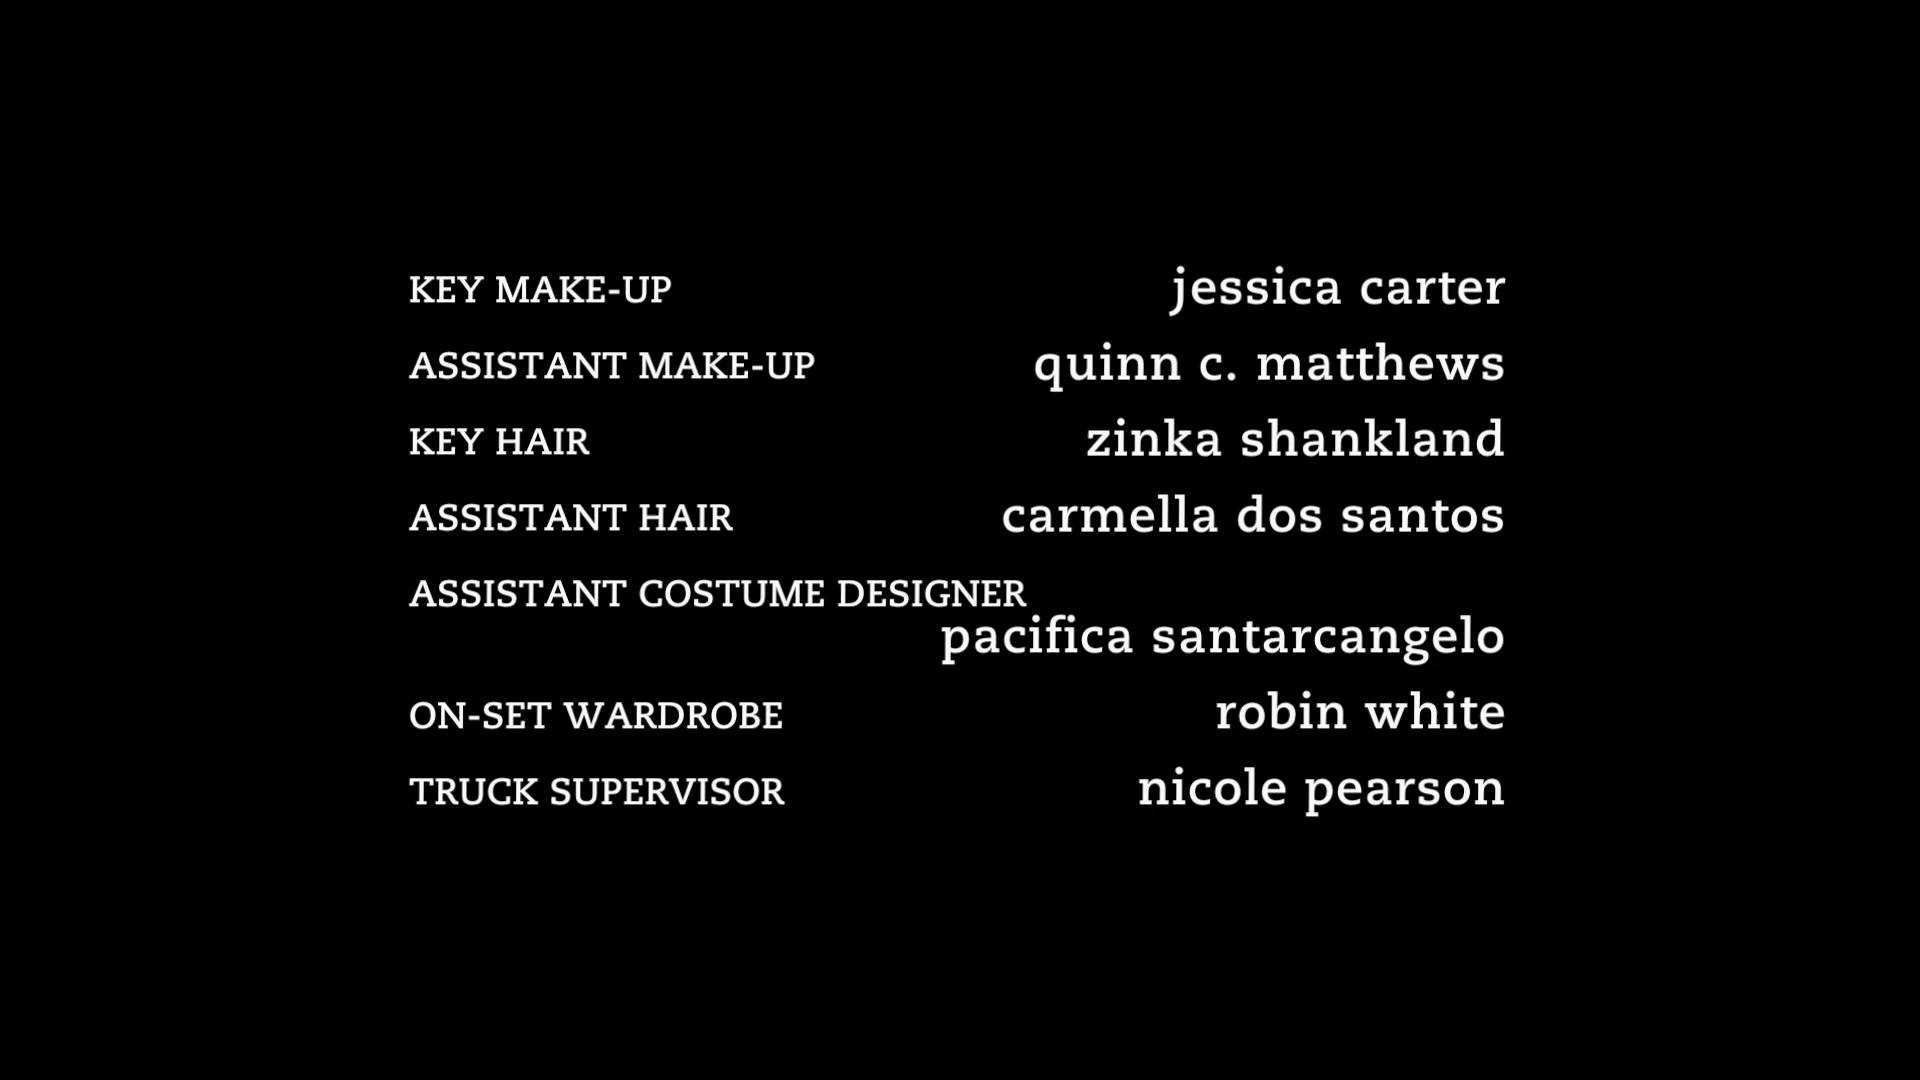 KEY MAKE-UP jessica carter
ASSISTANT MAKE-UP quinn c. matthews
KEY HAIR zinka shankland
ASSISTANT HAIR carmella dos santos
ASSISTANT COSTUME DESIGNER
pacifica santarcangelo
ON-SET WARDROBE robin white
TRUCK SUPERVISOR nicole pearson